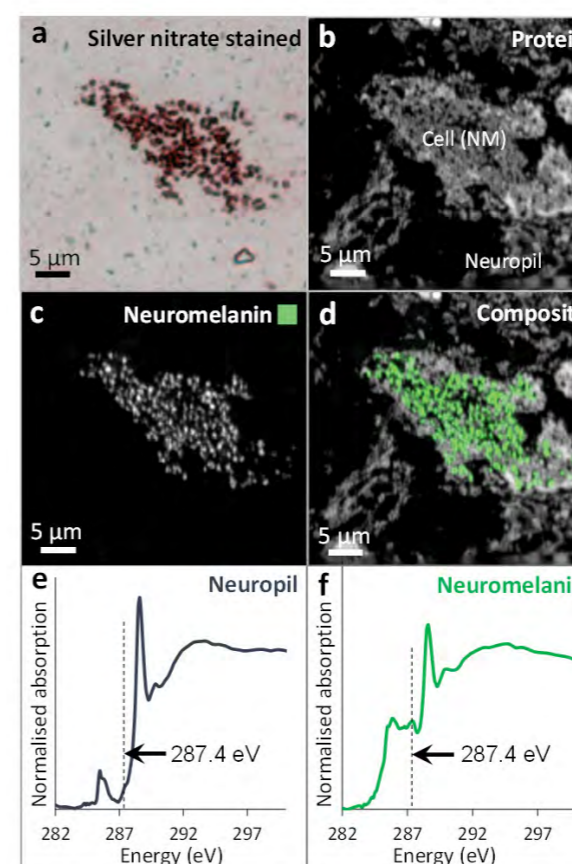 a Silver nitrate stained
5 µm
b Protei
Cell (NM)
Neuropil
5 µm
c Neuromelanin
5 µm
d Composit
5 µm
e Neuropil
Normalised absorption
287.4 eV
282 287 292 297
Energy (eV)
f Neuromelani
Normalised absorption
287.4 eV
282 287 292 297
Energy (eV)